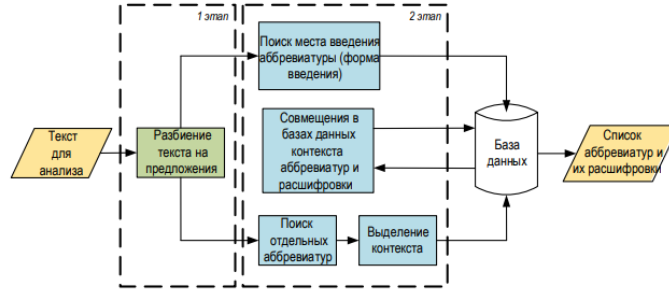 1 этап
2 этап
Поиск места введения
аббревиатуры (форма
введения)
Текст
для
анализа
Разбиение
текста на
предложения
Совмещения в
базах данных
контекста
аббревиатур и
расшифровки
База
данных
Список
аббревиатур и
их расшифровки
Поиск
отдельных
аббревиатур
Выделение
контекста